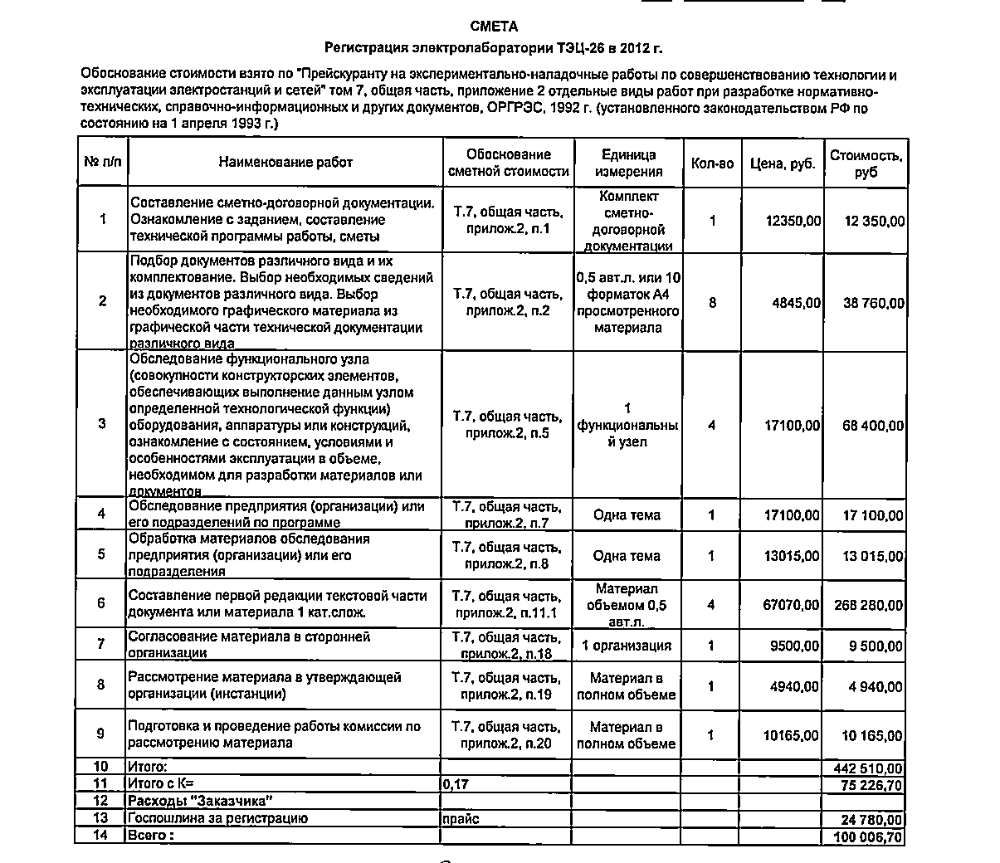 СМЕТА
Регистрация электролаборатории ТЭЦ-26 в 2012 г.
Обоснование стоимости взято по "Прейскуранту на экспериментально-наладочные работы по совершенствованию технологии и
эксплуатации электростанций и сетей" том 7, общая часть, приложение 2 отдельные виды работ при разработке нормативно-
технических, справочно-информационных и других документов, ОРГРЭС, 1992 г. (установленного законодательством РФ по
состоянию на 1 апреля 1993 г.)
№ п/п
Наименование работ
Обоснование
сметной стоимости
Единица
измерения
Кол-во
Цена, руб.
Стоимость,
руб
1
Составление сметно-договорной документации.
Ознакомление с заданием, составление
технической программы работы, сметы
Т.7, общая часть,
прилож.2, п.1
Комплект
сметно-
договорной
документации
1
12350,00
12 350,00
2
Подбор документов различного вида и их
комплектование. Выбор необходимых сведений
из документов различного вида. Выбор
необходимого графического материала из
графической части технической документации
различного вида
Т.7, общая часть,
прилож.2, п.2
0,5 авт.л. или 10
форматок А4
просмотренного
материала
8
4845,00
38 760,00
3
Обследование функционального узла
(совокупности конструкторских элементов,
обеспечивающих выполнение данным узлом
определенной технологической функции)
оборудования, аппаратуры или конструкций,
ознакомление с состоянием, условиями и
особенностями эксплуатации в объеме,
необходимом для разработки материалов или
документов
Т.7, общая часть,
прилож.2, п.5
1
функциональны
й узел
4
17100,00
68 400,00
4
Обследование предприятия (организации) или
его подразделений по программе
Т.7, общая часть,
прилож.2, п.7
Одна тема
1
17100,00
17 100,00
5
Обработка материалов обследования
предприятия (организации) или его
подразделения
Т.7, общая часть,
прилож.2, п.8
Одна тема
1
13015,00
13 015,00
6
Составление первой редакции текстовой части
документа или материала 1 кат.слож.
Т.7, общая часть,
прилож.2, п.11.1
Материал
объемом 0,5
авт.л.
4
67070,00
268 280,00
7
Согласование материала в сторонней
организации
Т.7, общая часть,
прилож.2, п.18
1 организация
1
9500,00
9 500,00
8
Рассмотрение материала в утверждающей
организации (инстанции)
Т.7, общая часть,
прилож.2, п.19
Материал в
полном объеме
1
4940,00
4 940,00
9
Подготовка и проведение работы комиссии по
рассмотрению материала
Т.7, общая часть,
прилож.2, п.20
Материал в
полном объеме
1
10165,00
10 165,00
10
Итого:
442 510,00
11
Итого с К=
0,17
75 226,70
12
Расходы "Заказчика"
13
Госпошлина за регистрацию
прайс
24 780,00
14
Всего :
100 006,70